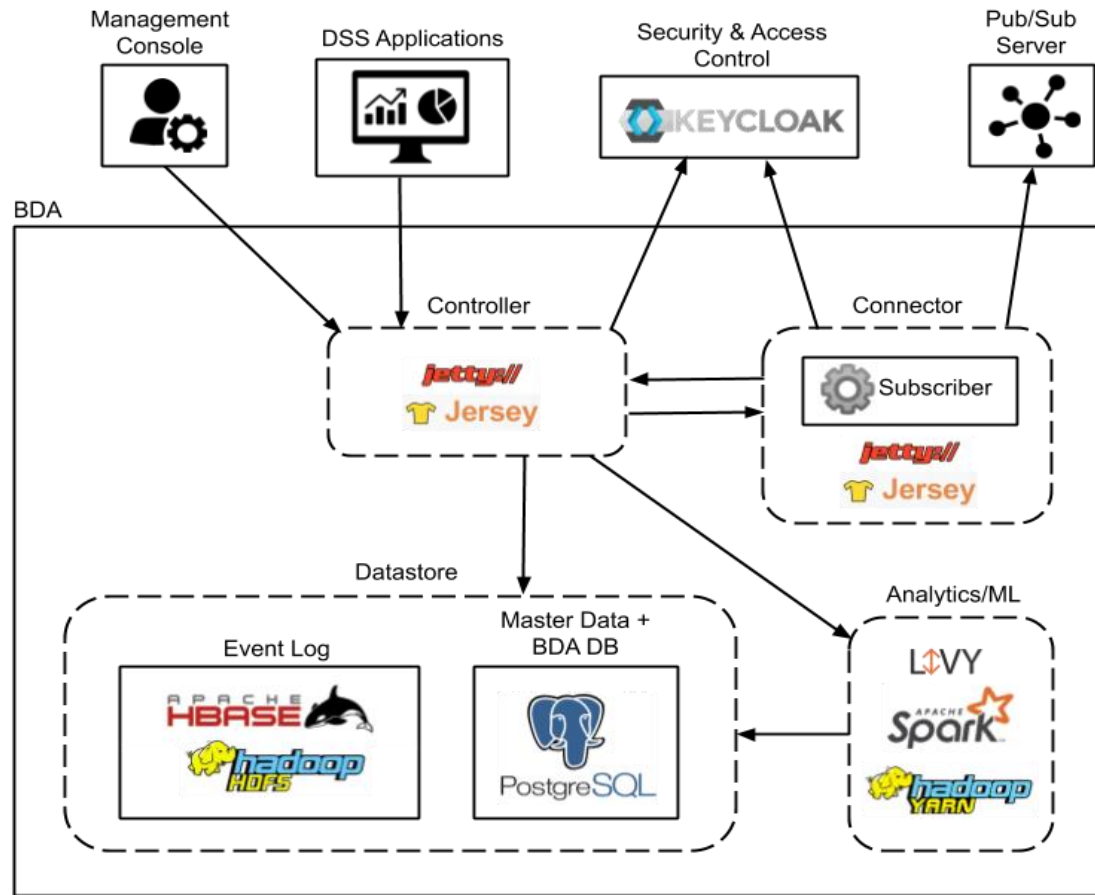 Management
Console
DSS Applications
Security & Access
Control
Pub/Sub
Server
KEYCLOAK
BDA
Controller
Connector
jetty://
Jersey
Subscriber
jetty://
Jersey
Datastore
Analytics/ML
Event Log
Master Data +
BDA DB
APACHE
HBASE
hadoop
HDFS
PostgreSQL
LIVY
APACHE
Spark
hadoop
YARN